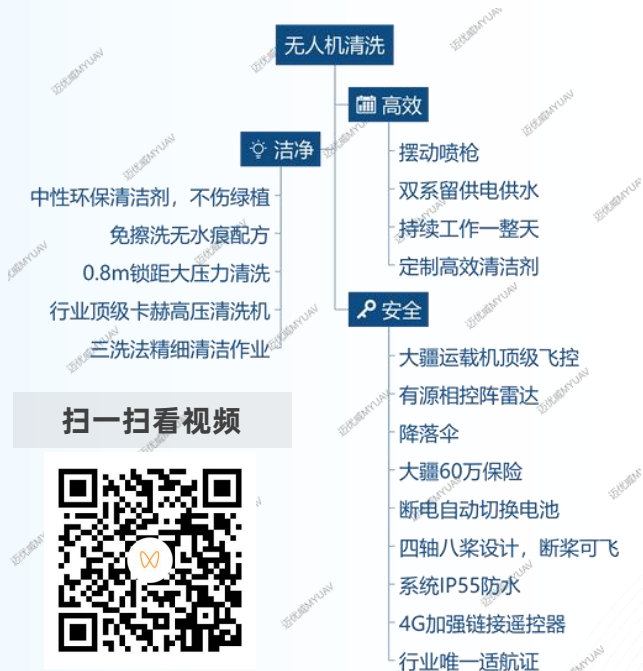 无人机清洗
高效
摆动喷枪
双系留供电供水
持续工作一整天
定制高效清洁剂
洁净
中性环保清洁剂，不伤绿植
免擦洗无水痕配方
0.8m锁距大压力清洗
行业顶级卡赫高压清洗机
三洗法精细清洁作业
安全
大疆运载机顶级飞控
有源相控阵雷达
降落伞
大疆60万保险
断电自动切换电池
四轴八桨设计，断桨可飞
系统IP55防水
4G加强链接遥控器
行业唯一适航证
扫一扫看视频
迈优威MYUAV